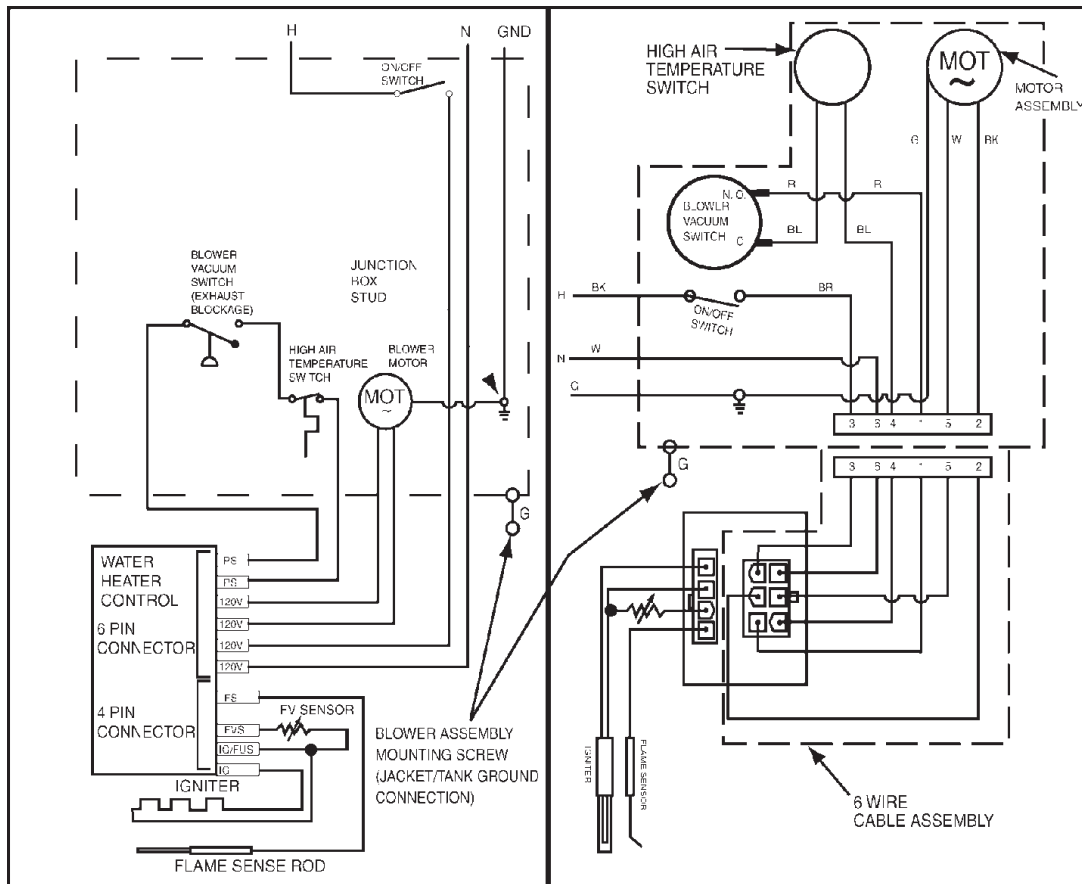 H
N
GND
ON/OFF
SWITCH
BLOWER
VACUUM
SWITCH
(EXHAUST
BLOCKAGE)
JUNCTION
BOX
STUD
HIGH AIR
TEMPERATURE
SWITCH
BLOWER
MOTOR
MOT
~
G
WATER
HEATER
CONTROL
6 PIN
CONNECTOR
4 PIN
CONNECTOR
PS
PS
120V
120V
120V
120V
FS
FVS
IG/FUS
IG
FV SENSOR
IGNITER
FLAME SENSE ROD
BLOWER ASSEMBLY
MOUNTING SCREW
(JACKET/TANK GROUND
CONNECTION)
HIGH AIR
TEMPERATURE
SWITCH
MOT
~
MOTOR
ASSEMBLY
G W BK
N. O. R R
BLOWER
VACUUM
SWITCH
C BL BL
H BK BR
ON/OFF
SWITCH
N W
G
3 6 4 1 5 2
G
3 6 4 1 5 2
IGNITER
FLAME SENSOR
6 WIRE
CABLE ASSEMBLY